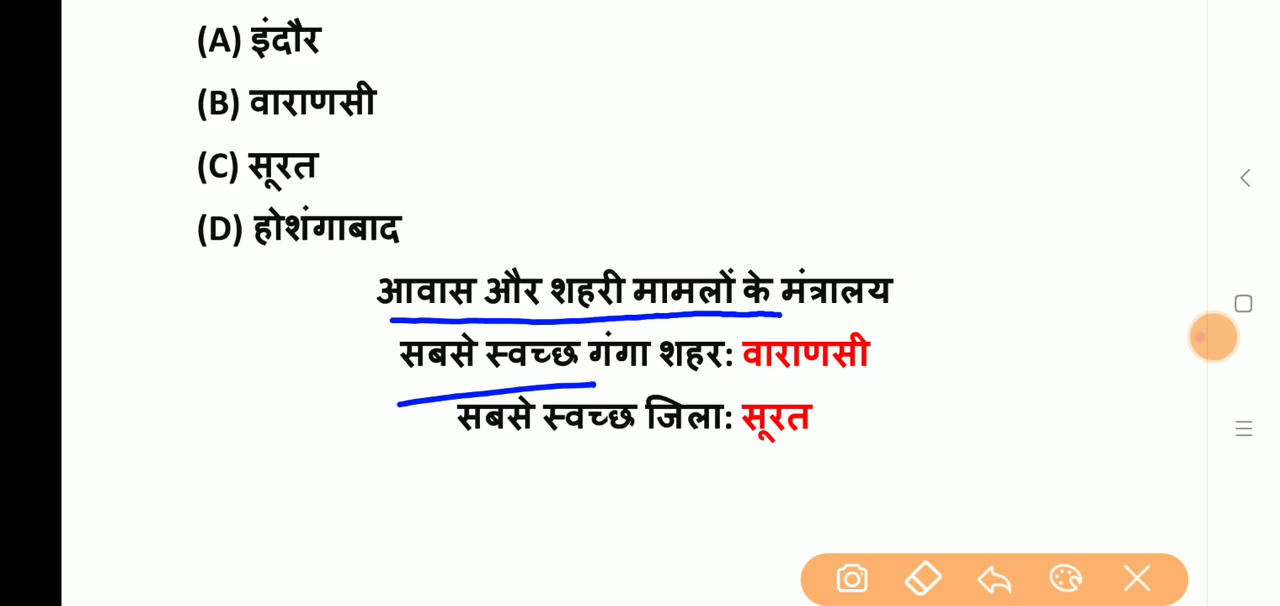 (A) इंदौर
(B) वाराणसी
(C) सूरत
(D) होशंगाबाद
आवास और शहरी मामलों के मंत्रालय
सबसे स्वच्छ गंगा शहर: वाराणसी
सबसे स्वच्छ जिला: सूरत